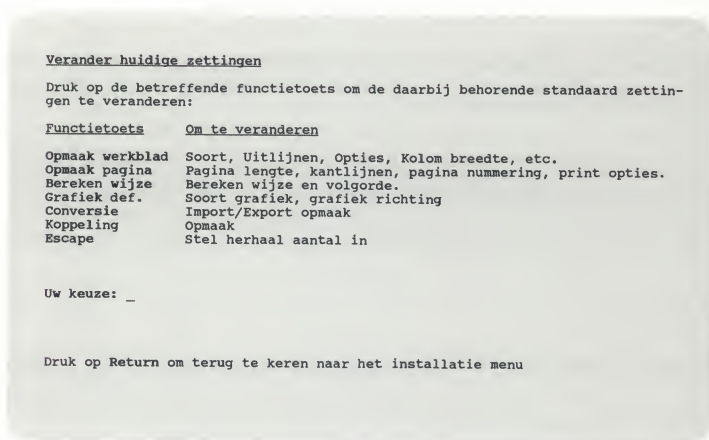 Verander huidige zettingen
Druk op de betreffende functietoets om de daarbij behorende standaard zettin-
gen te veranderen:
Functietoets Om te veranderen
Opmaak werkblad Soort, Uitlijnen, Opties, Kolom breedte, etc.
Opmaak pagina Pagina lengte, kantlijnen, pagina nummering, print opties.
Bereken wijze Bereken wijze en volgorde.
Grafiek def. Soort grafiek, grafiek richting
Conversie Import/Export opmaak
Koppeling Opmaak
Escape Stel herhaal aantal in
Uw keuze: _
Druk op Return om terug te keren naar het installatie menu